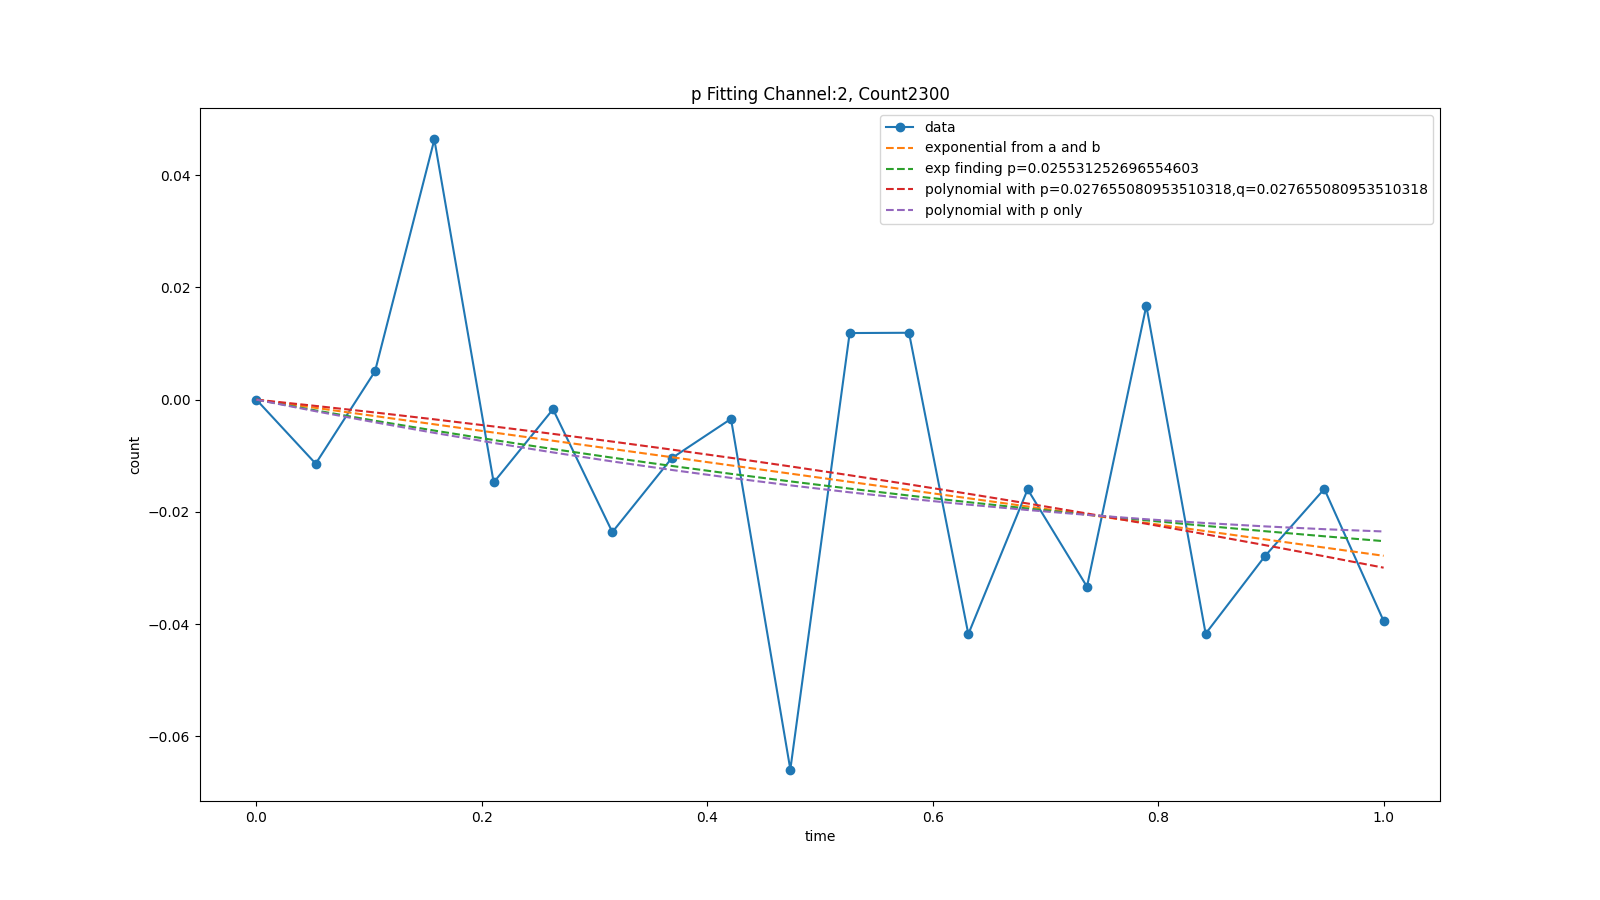 p Fitting Channel:2, Count2300
data
exponential from a and b
exp finding p=0.025531252696554603
polynomial with p=0.027655080953510318,q=0.027655080953510318
polynomial with p only
0.04
0.02
0.00
−0.02
−0.04
−0.06
count
0.0 0.2 0.4 0.6 0.8 1.0
time